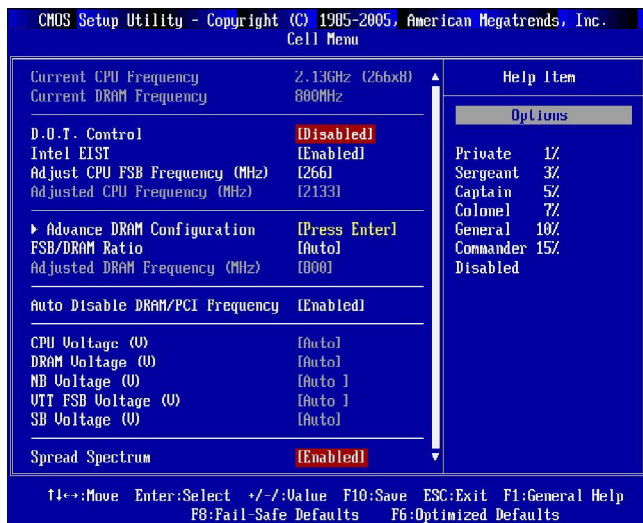 CMOS Setup Utility - Copyright (C) 1985-2005, American Megatrends, Inc.
Cell Menu
Current CPU Frequency 2.13GHz (266x8)
Current DRAM Frequency 800MHz
D.O.T. Control [Disabled]
Intel EIST [Enabled]
Adjust CPU FSB Frequency (MHz) [266]
Adjusted CPU Frequency (MHz) [2133]
Advance DRAM Configuration [Press Enter]
FSB/DRAM Ratio [Auto]
Adjusted DRAM Frequency (MHz) [800]
Auto Disable DRAM/PCI Frequency [Enabled]
CPU Voltage (V) [Auto]
DRAM Voltage (V) [Auto]
NB Voltage (V) [Auto ]
VTT FSB Voltage (V) [Auto ]
SB Voltage (V) [Auto]
Spread Spectrum [Enabled]
Help Item
Options
Private 1%
Sergeant 3%
Captain 5%
Colonel 7%
General 10%
Commander 15%
Disabled
↑↓↔:Move Enter:Select +/-/:Value F10:Save ESC:Exit F1:General Help
F8:Fail-Safe Defaults F6:Optimized Defaults